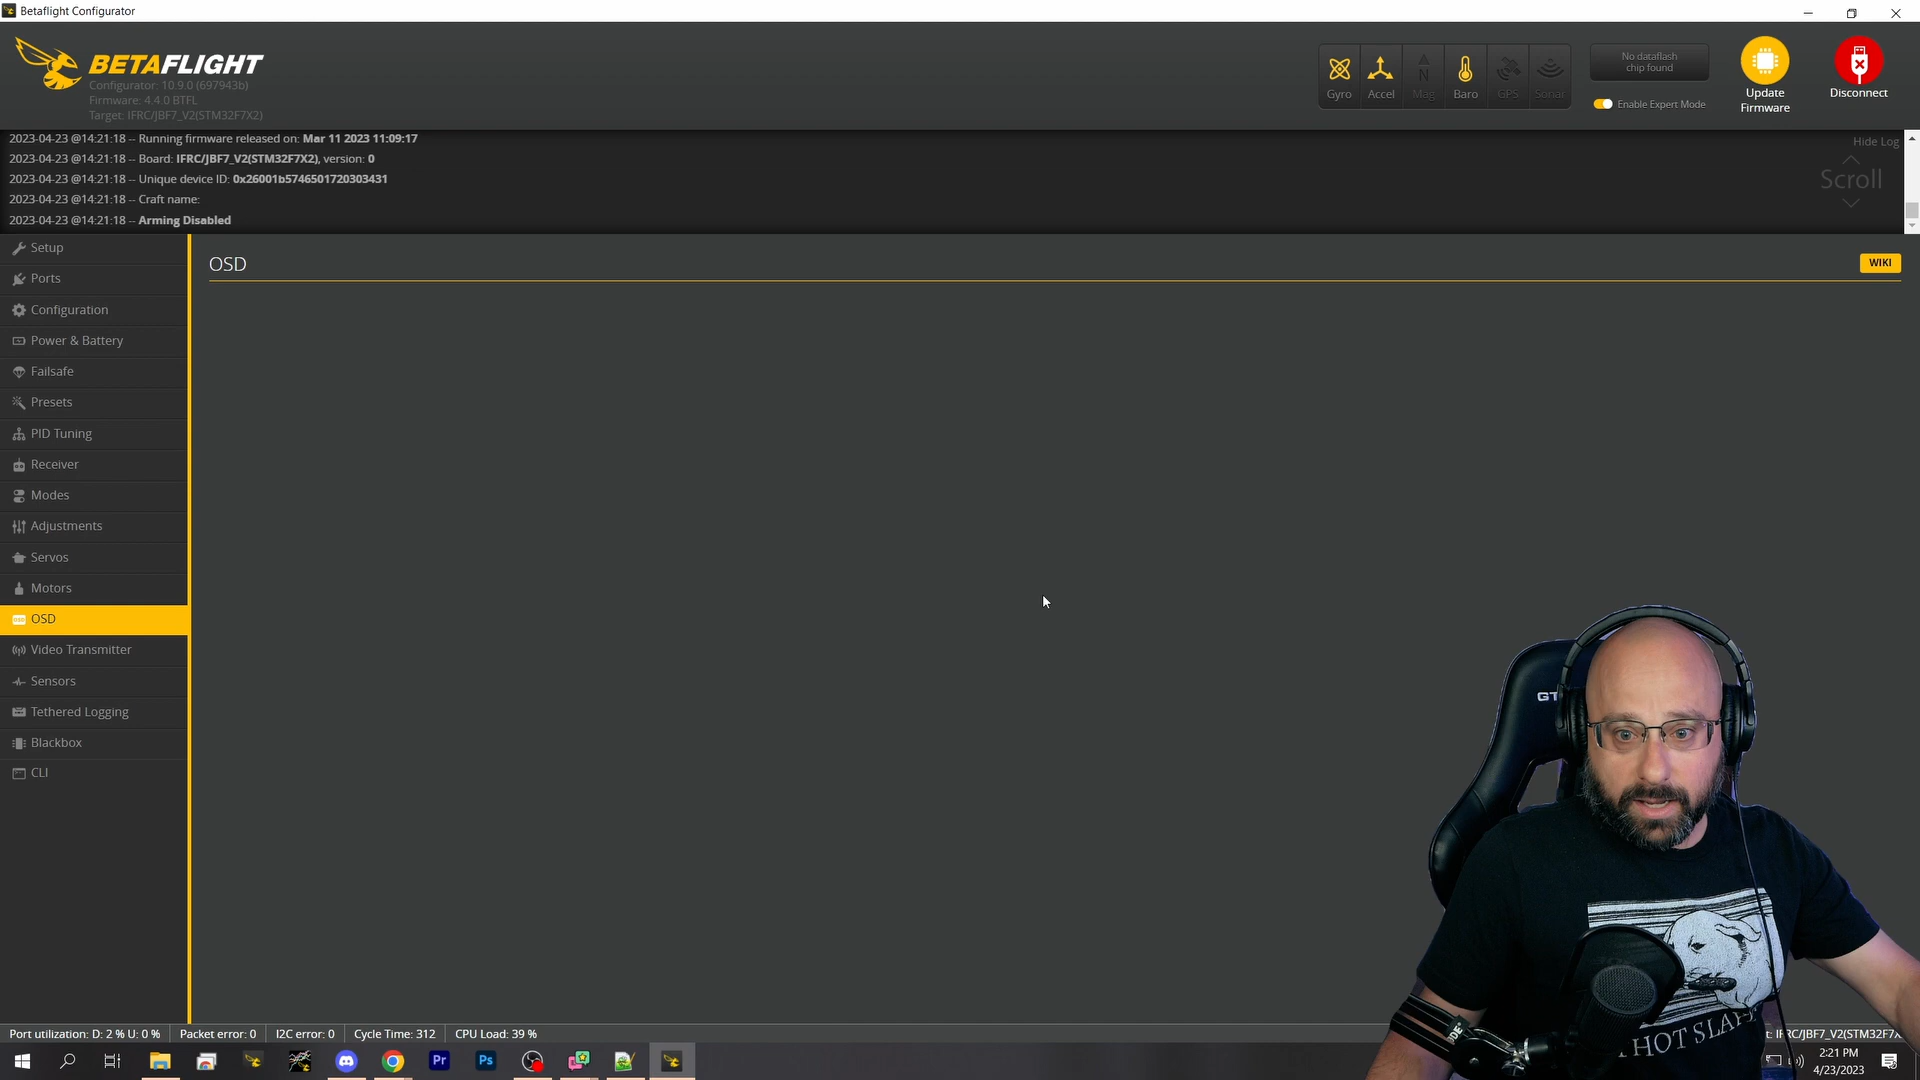 Betaflight Configurator
BETAFLIGHT
Configurator: 10.9.0 (697943b)
Firmware: 4.4.0 BTFL
Target: IFRC/JBF7_V2(STM32F7X2)
Gyro
Accel
Mag
Baro
GPS
Sonar
No dataflash
chip found
Enable Expert Mode
Update
Firmware
Disconnect
2023-04-23 @14:21:18 -- Running firmware released on: Mar 11 2023 11:09:17
2023-04-23 @14:21:18 -- Board: IFRC/JBF7_V2(STM32F7X2), version: 0
2023-04-23 @14:21:18 -- Unique device ID: 0x26001b5746501720303431
2023-04-23 @14:21:18 -- Craft name:
2023-04-23 @14:21:18 -- Arming Disabled
Hide Log
Scroll
Setup
Ports
Configuration
Power & Battery
Failsafe
Presets
PID Tuning
Receiver
Modes
Adjustments
Servos
Motors
OSD
Video Transmitter
Sensors
Tethered Logging
Blackbox
CLI
OSD
WIKI
GT
HOT SLA
Port utilization: D: 2 % U: 0 %
Packet error: 0
I2C error: 0
Cycle Time: 312
CPU Load: 39 %
t: IFRC/JBF7_V2(STM32F7X
Pr
Ps
2:21 PM
4/23/2023